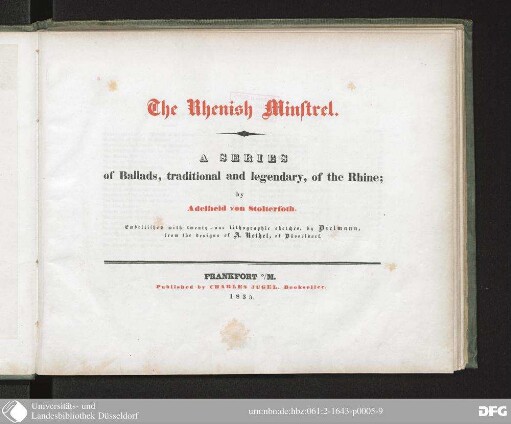 The Rhenish Minſtrel.
A SERIES
of Ballads, traditional and legendary, of the Rhine;
by
Adelheid von Stolterfoth.
Embellished with twenty-one lithographic sketches, by Dielmann,
from the designs of A. Rethel, of Düsseldorf.
FRANKFORT o/M.
Published by CHARLES JUGEL, Bookseller.
1835.
Universitäts- und
Landesbibliothek Düsseldorf
urn:nbn:de:hbz:061:2-1643-p0005-9
DFG